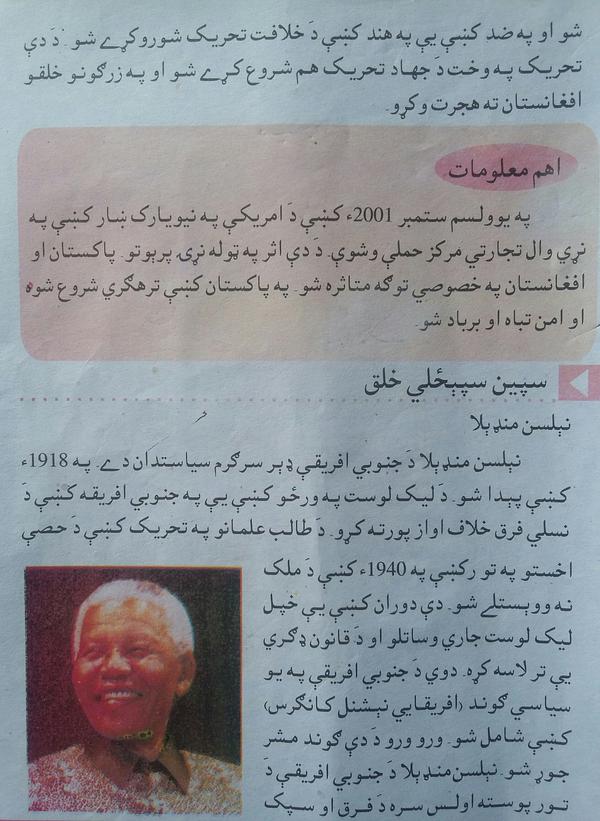 شو او په ضد کښې يې په هند کښې دَ خلافت تحريک شوروکړے شو. دَ دې
تحريک په وخت دَ جهاد تحريک هم شروع کړے شو او په زرګونو خلقو
افغانستان ته هجرت وکړو.
اهم معلومات
په يوولسم ستمبر 2001ء کښې دَ امريکې په نيويارک ښار کښې په
نړي وال تجارتي مرکز حملې وشوې. دَ دې اثر په ټوله نړۍ پرېوتو. پاکستان او
افغانستان په خصوصي توګه متاثره شو. په پاکستان کښې ترهګري شروع شوه
او امن تباه او برباد شو.
سپين سپېڅلي خلق
نېلسن منډېلا
نېلسن منډېلا دَ جنوبي افريقې ډېر سرګرم سياستدان دے. په 1918ء
کښې پيدا شو. دَ ليک لوست په ورځو کښې يې په جنوبي افريقه کښې دَ
نسلي فرق خلاف اواز پورته کړو. دَ طالب علمانو په تحريک کښې دَ حصې
اخستو په تور کښې په 1940ء کښې دَ ملک
نه وويستلے شو. دې دوران کښې يې خپل
ليک لوست جاري وساتلو او دَ قانون ډګري
يې تر لاسه کړه. دوي دَ جنوبي افريقې په يو
سياسي ګوند (افريقايي نېشنل کانګرس)
کښې شامل شو. ورو ورو دَ دې ګوند مشر
جوړ شو. نېلسن منډېلا دَ جنوبي افريقې دَ
تور پوسته اولس سره دَ فرق او سپک